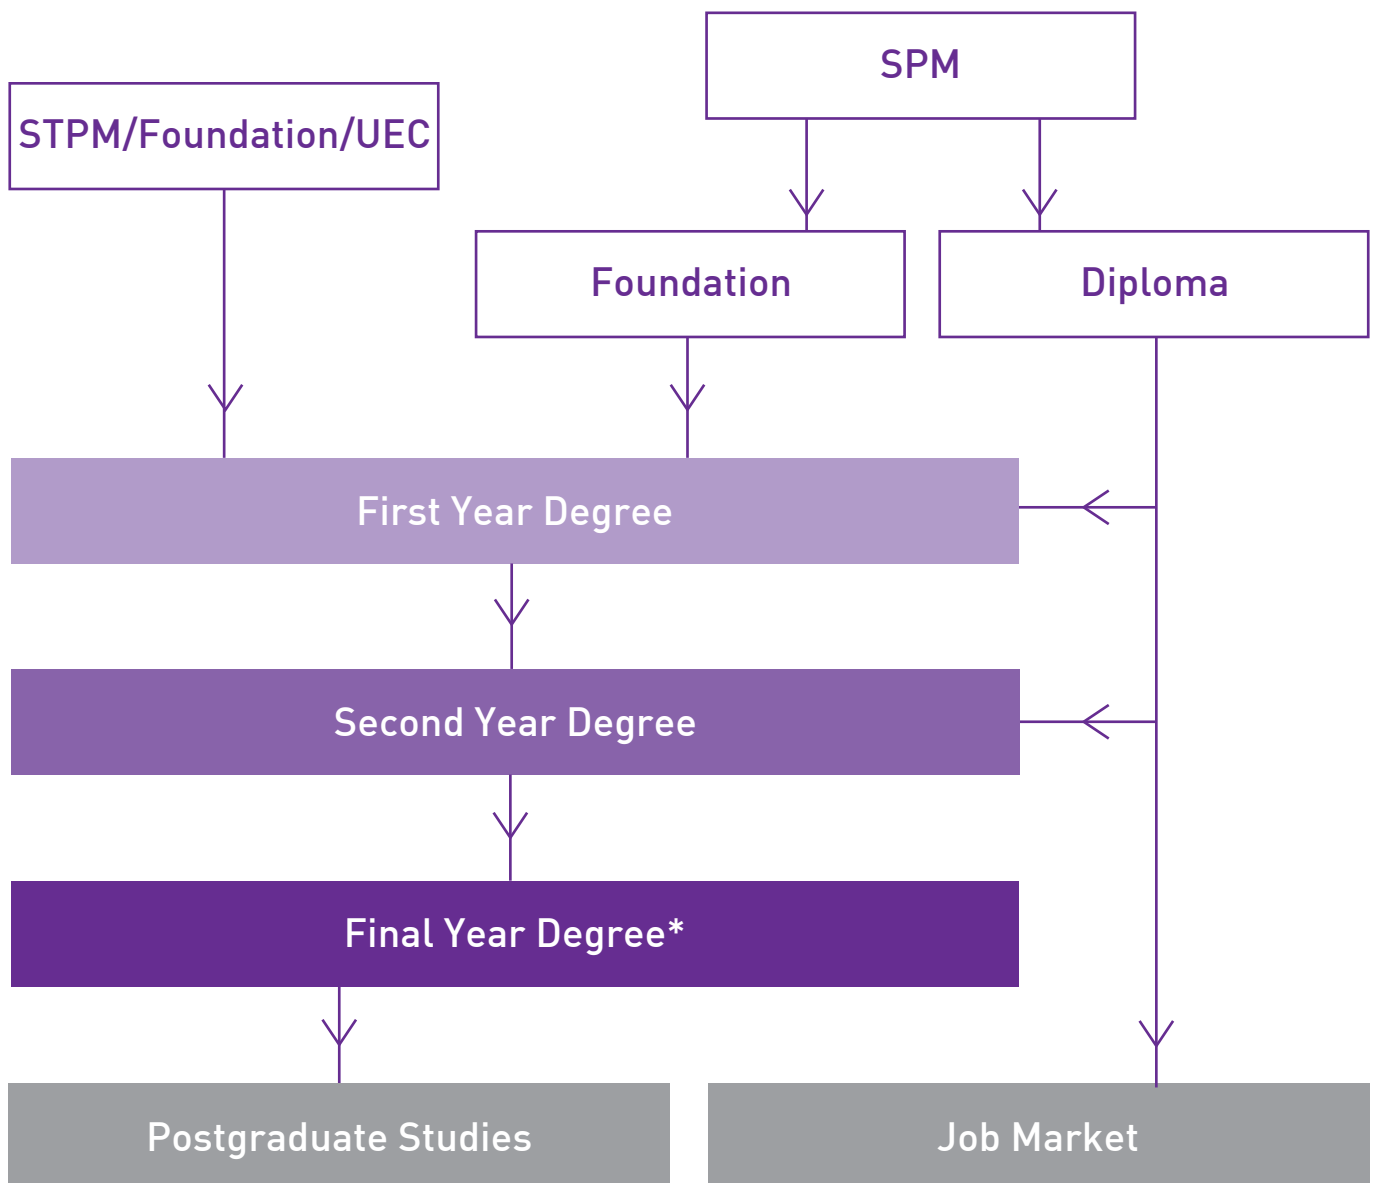 SPM
STPM/Foundation/UEC
Foundation
Diploma
First Year Degree
Second Year Degree
Final Year Degree*
Postgraduate Studies
Job Market